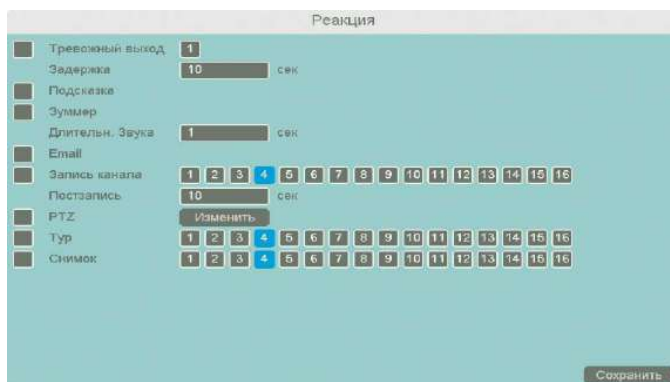 Реакция
Тревожный выход 1
Задержка 10 сек
Подсказка
Зуммер
Длительн. Звука 1 сек
Email
Запись канала 1 2 3 4 5 6 7 8 9 10 11 12 13 14 15 16
Постзапись 10 сек
PTZ Изменить
Тур 1 2 3 4 5 6 7 8 9 10 11 12 13 14 15 16
Снимок 1 2 3 4 5 6 7 8 9 10 11 12 13 14 15 16
Сохранить